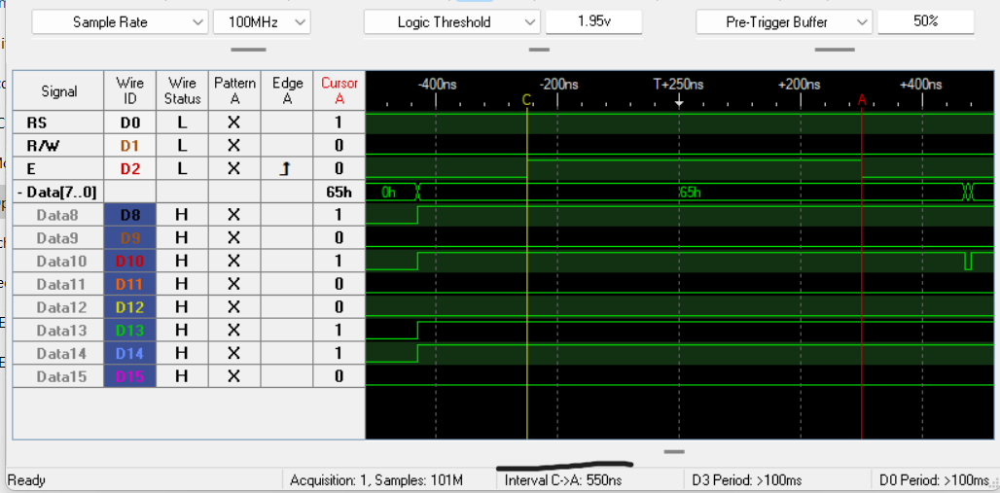 Sample Rate 100MHz Logic Threshold 1.95v Pre-Trigger Buffer 50%
Signal Wire ID Wire Status Pattern A Edge A Cursor A -400ns -200ns T+250ns +200ns +400ns
C A
RS D0 L X 1
R/W D1 L X 0
E D2 L X 0
- Data[7..0] 65h 0h 65h
Data8 D8 H X 1
Data9 D9 H X 0
Data10 D10 H X 1
Data11 D11 H X 0
Data12 D12 H X 0
Data13 D13 H X 1
Data14 D14 H X 1
Data15 D15 H X 0
Ready Acquisition: 1, Samples: 101M Interval C->A: 550ns D3 Period: >100ms D0 Period: >100ms